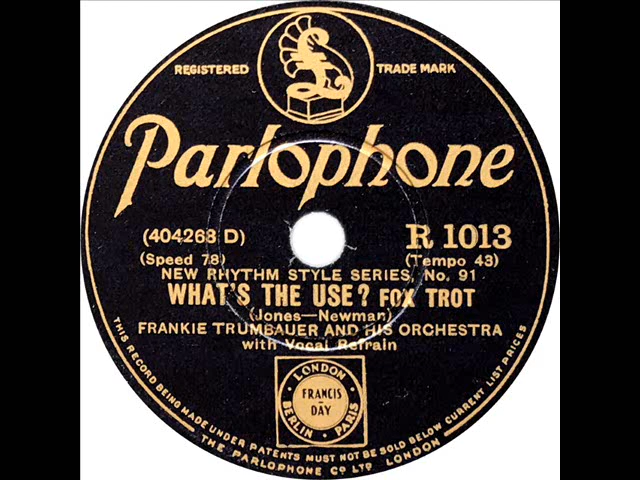 REGISTERED TRADE MARK
Parlophone
(404268 D) R 1013
(Speed 78) (Tempo 43)
NEW RHYTHM STYLE SERIES, No. 91
WHAT'S THE USE? FOX TROT
(Jones—Newman)
FRANKIE TRUMBAUER AND HIS ORCHESTRA
with Vocal Refrain
LONDON
FRANCIS-
DAY
BERLIN PARIS
THIS RECORD BEING MADE UNDER PATENTS MUST NOT BE SOLD BELOW CURRENT LIST PRICES
THE PARLOPHONE CO LTD LONDON